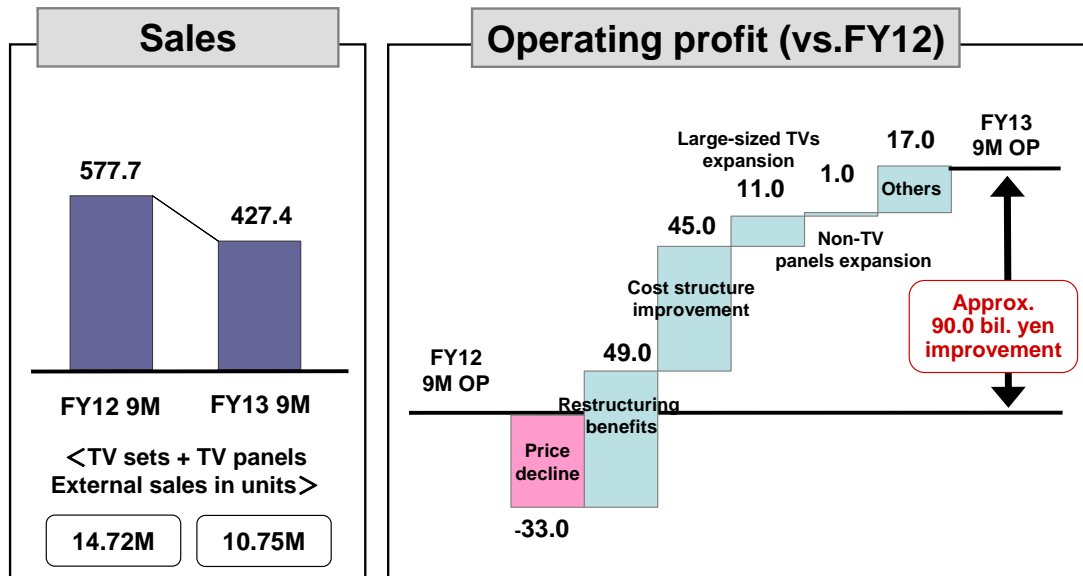 Sales
577.7
427.4
FY12 9M
FY13 9M
<TV sets + TV panels
External sales in units>
14.72M
10.75M
Operating profit (vs.FY12)
FY12
9M OP
Price
decline
-33.0
49.0
Restructuring
benefits
45.0
Cost structure
improvement
Large-sized TVs
expansion
11.0
1.0
Non-TV
panels expansion
17.0
Others
FY13
9M OP
Approx.
90.0 bil. yen
improvement